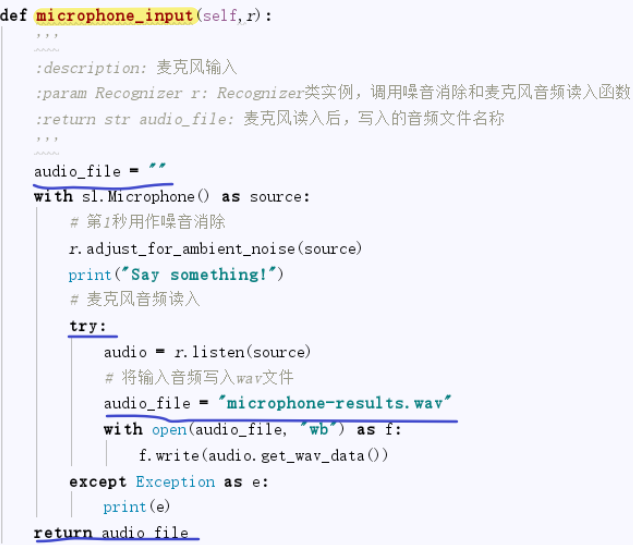 def microphone_input(self,r):
'''
:description: 麦克风输入
:param Recognizer r: Recognizer类实例，调用噪音消除和麦克风音频读入函数
:return str audio_file: 麦克风读入后，写入的音频文件名称
'''
audio_file = ""
with sl.Microphone() as source:
# 第1秒用作噪音消除
r.adjust_for_ambient_noise(source)
print("Say something!")
# 麦克风音频读入
try:
audio = r.listen(source)
# 将输入音频写入wav文件
audio_file = "microphone-results.wav"
with open(audio_file, "wb") as f:
f.write(audio.get_wav_data())
except Exception as e:
print(e)
return audio_file